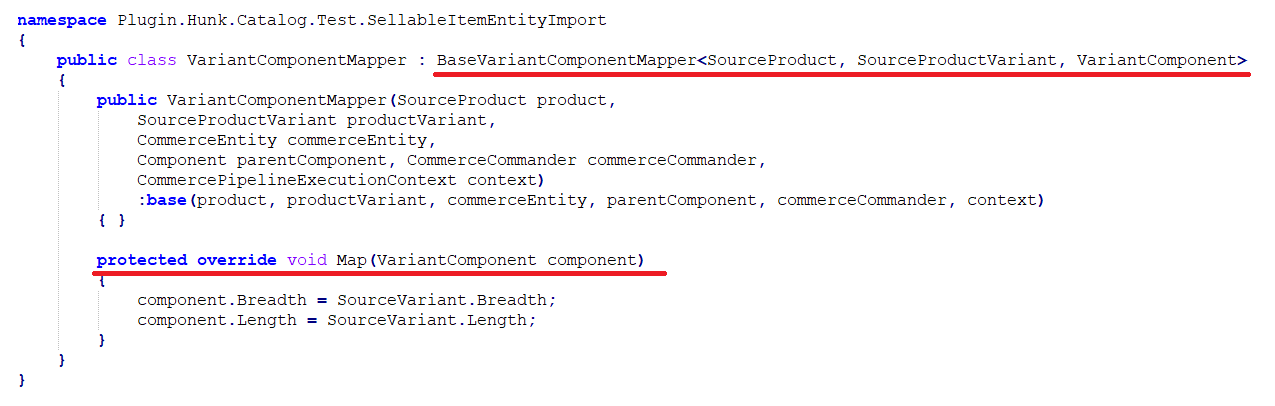 namespace Plugin.Hunk.Catalog.Test.SellableItemEntityImport
{
public class VariantComponentMapper : BaseVariantComponentMapper<SourceProduct, SourceProductVariant, VariantComponent>
{
public VariantComponentMapper(SourceProduct product,
SourceProductVariant productVariant,
CommerceEntity commerceEntity,
Component parentComponent, CommerceCommander commerceCommander,
CommercePipelineExecutionContext context)
:base(product, productVariant, commerceEntity, parentComponent, commerceCommander, context)
{ }
protected override void Map(VariantComponent component)
{
component.Breadth = SourceVariant.Breadth;
component.Length = SourceVariant.Length;
}
}
}